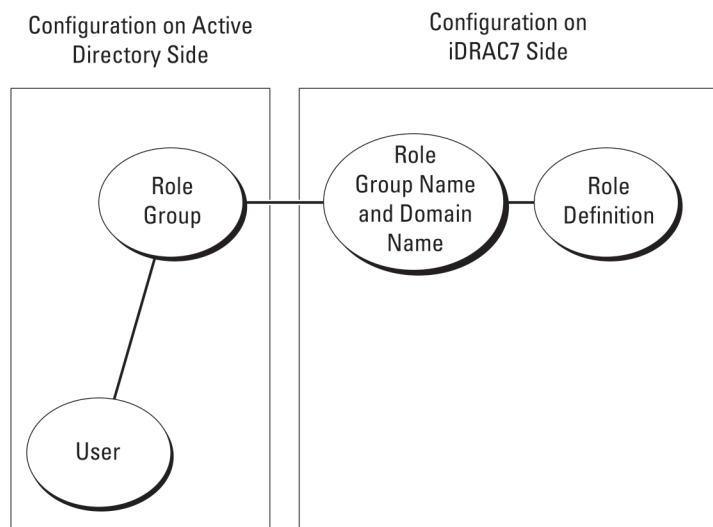 Configuration on Active
Directory Side
Configuration on
iDRAC7 Side
Role
Group
Role
Group Name
and Domain
Name
Role
Definition
User